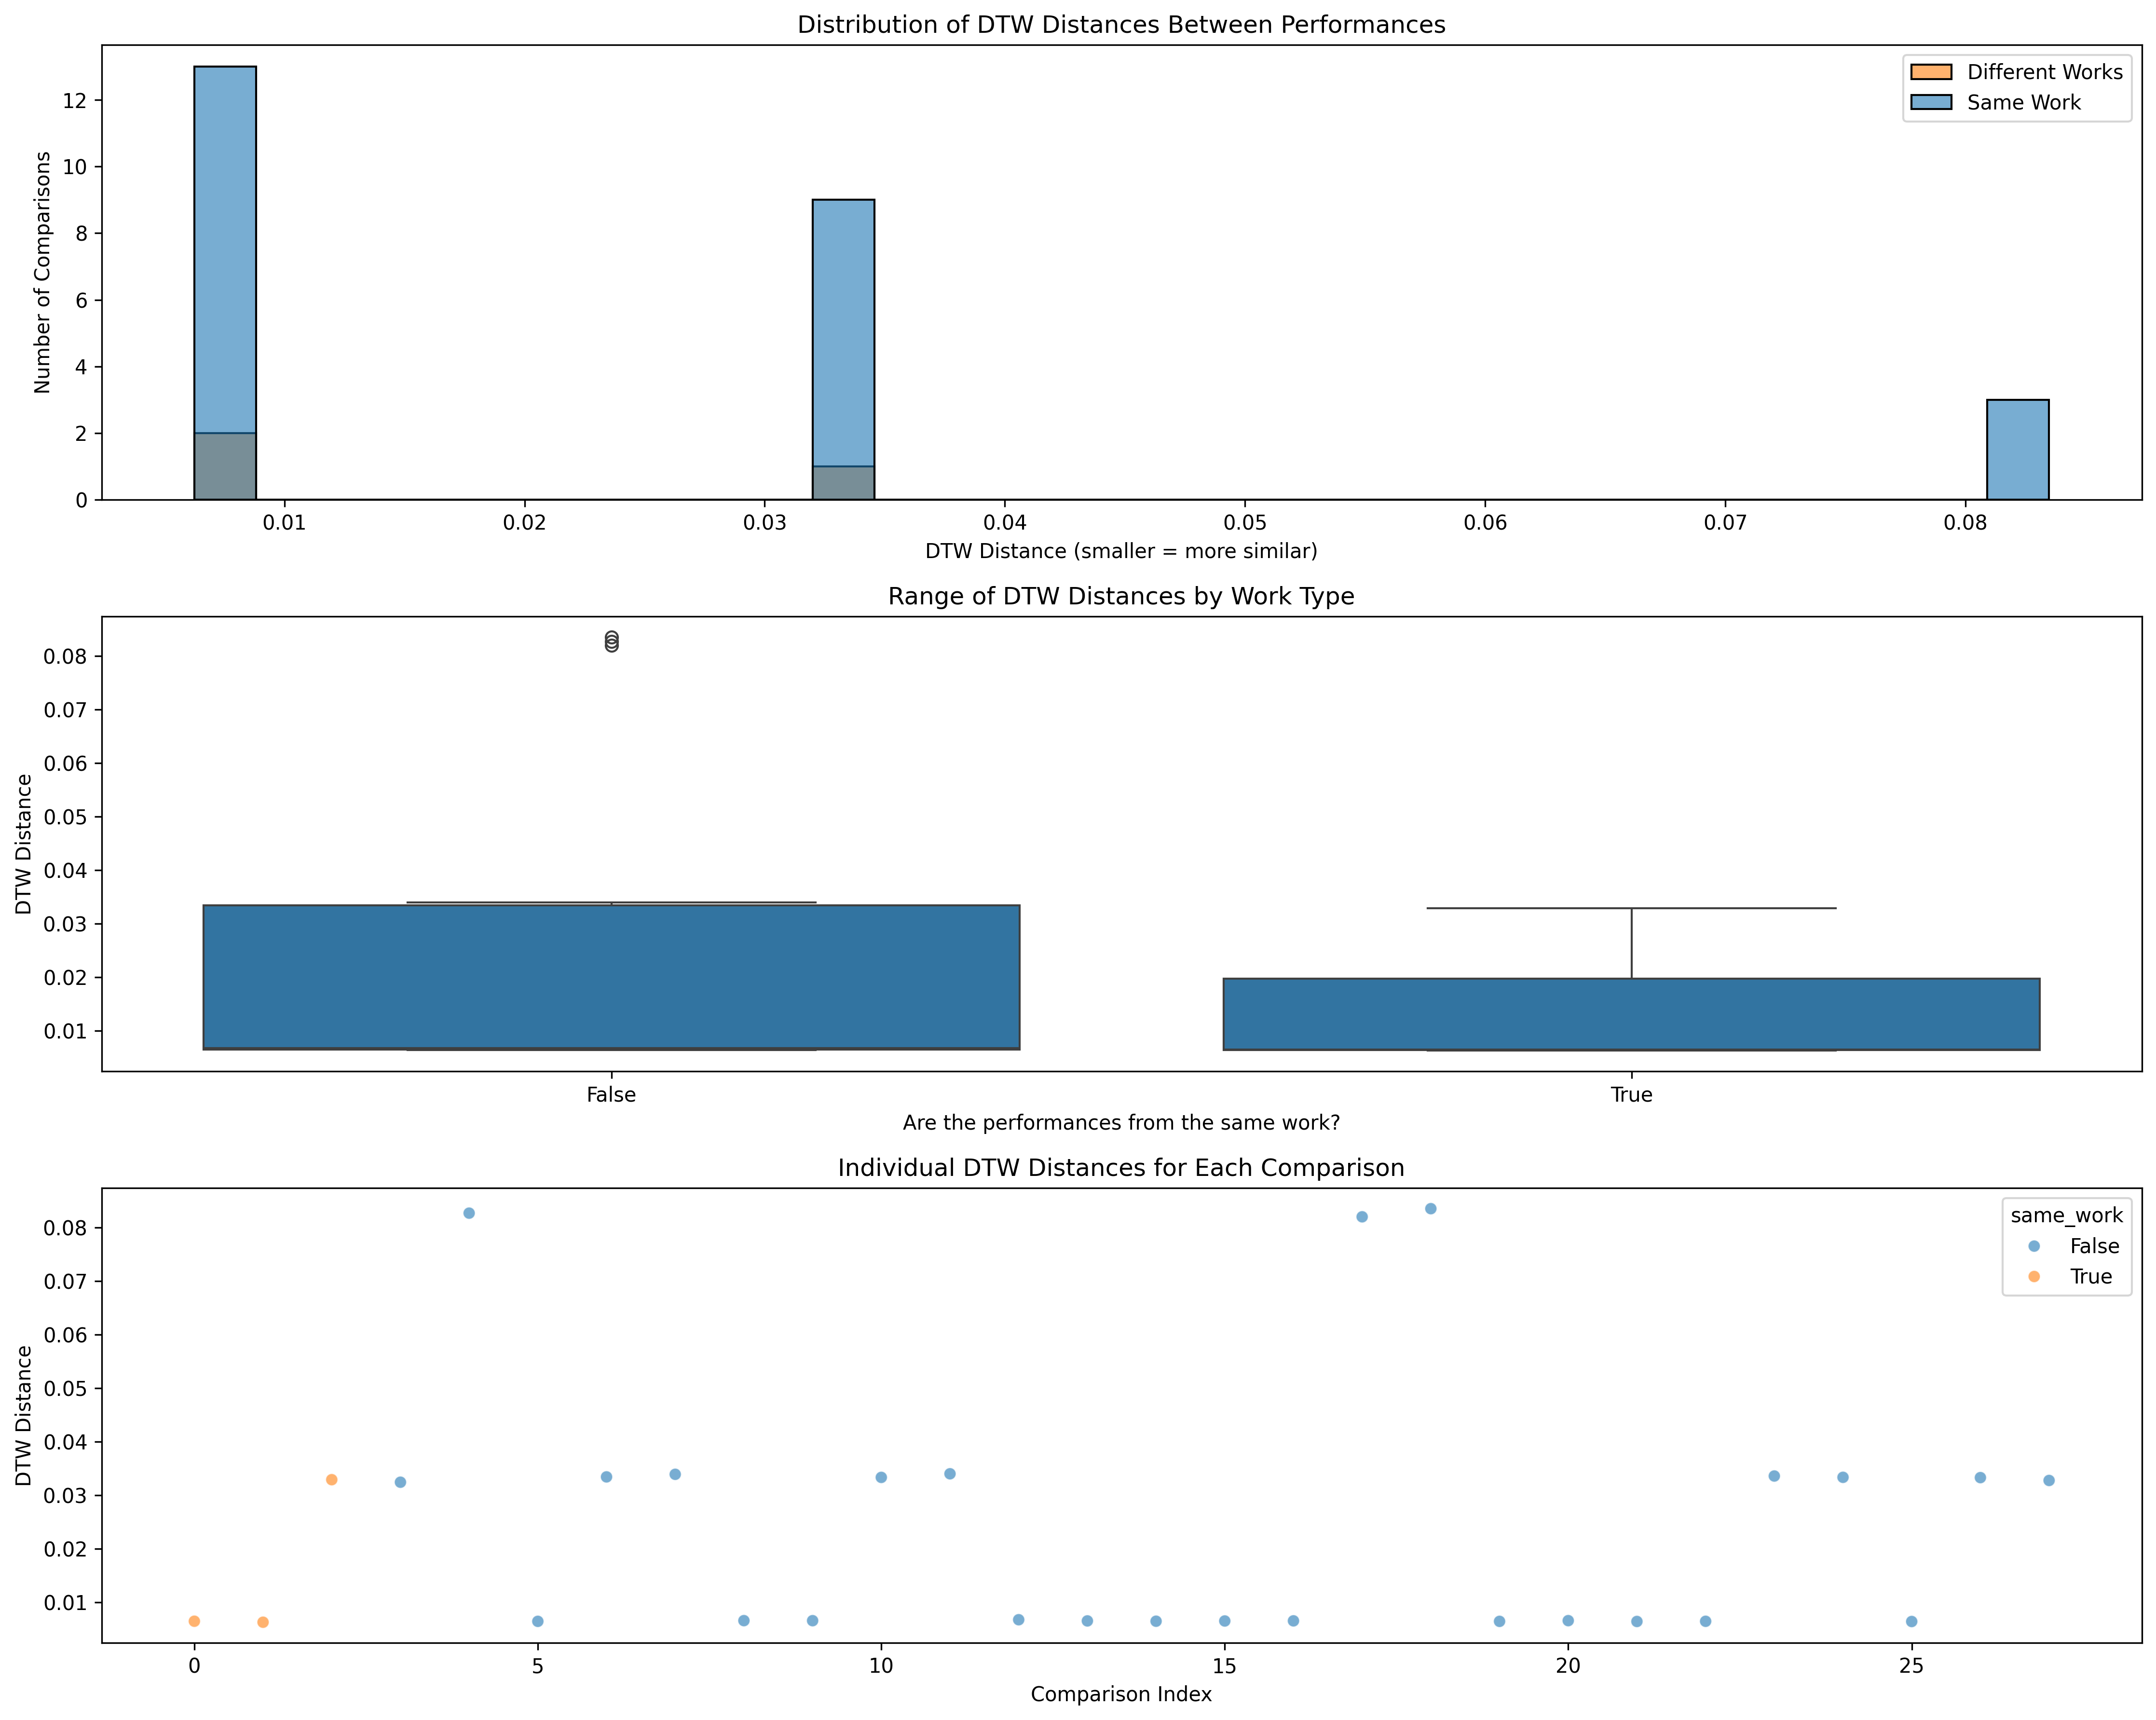 Distribution of DTW Distances Between Performances
Different Works
Same Work
Number of Comparisons
12
10
8
6
4
2
0
0.01 0.02 0.03 0.04 0.05 0.06 0.07 0.08
DTW Distance (smaller = more similar)
Range of DTW Distances by Work Type
DTW Distance
0.08
0.07
0.06
0.05
0.04
0.03
0.02
0.01
False True
Are the performances from the same work?
Individual DTW Distances for Each Comparison
same_work
False
True
DTW Distance
0.08
0.07
0.06
0.05
0.04
0.03
0.02
0.01
0 5 10 15 20 25
Comparison Index